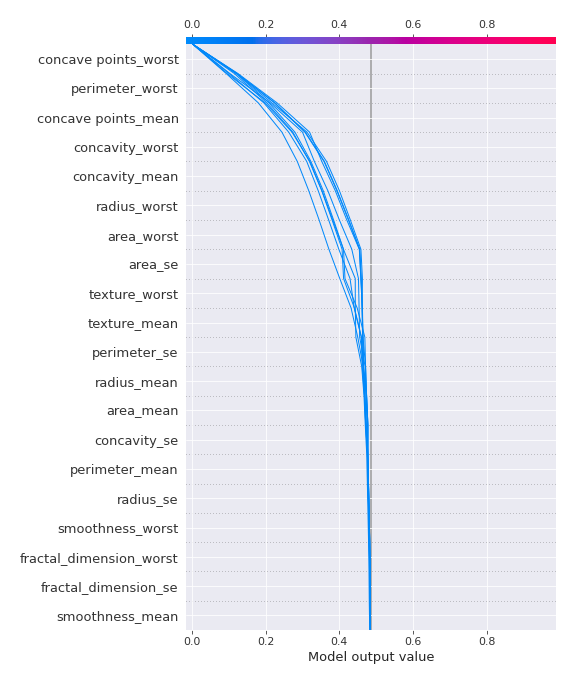 0.0 0.2 0.4 0.6 0.8
concave points_worst
perimeter_worst
concave points_mean
concavity_worst
concavity_mean
radius_worst
area_worst
area_se
texture_worst
texture_mean
perimeter_se
radius_mean
area_mean
concavity_se
perimeter_mean
radius_se
smoothness_worst
fractal_dimension_worst
fractal_dimension_se
smoothness_mean
0.0 0.2 0.4 0.6 0.8
Model output value